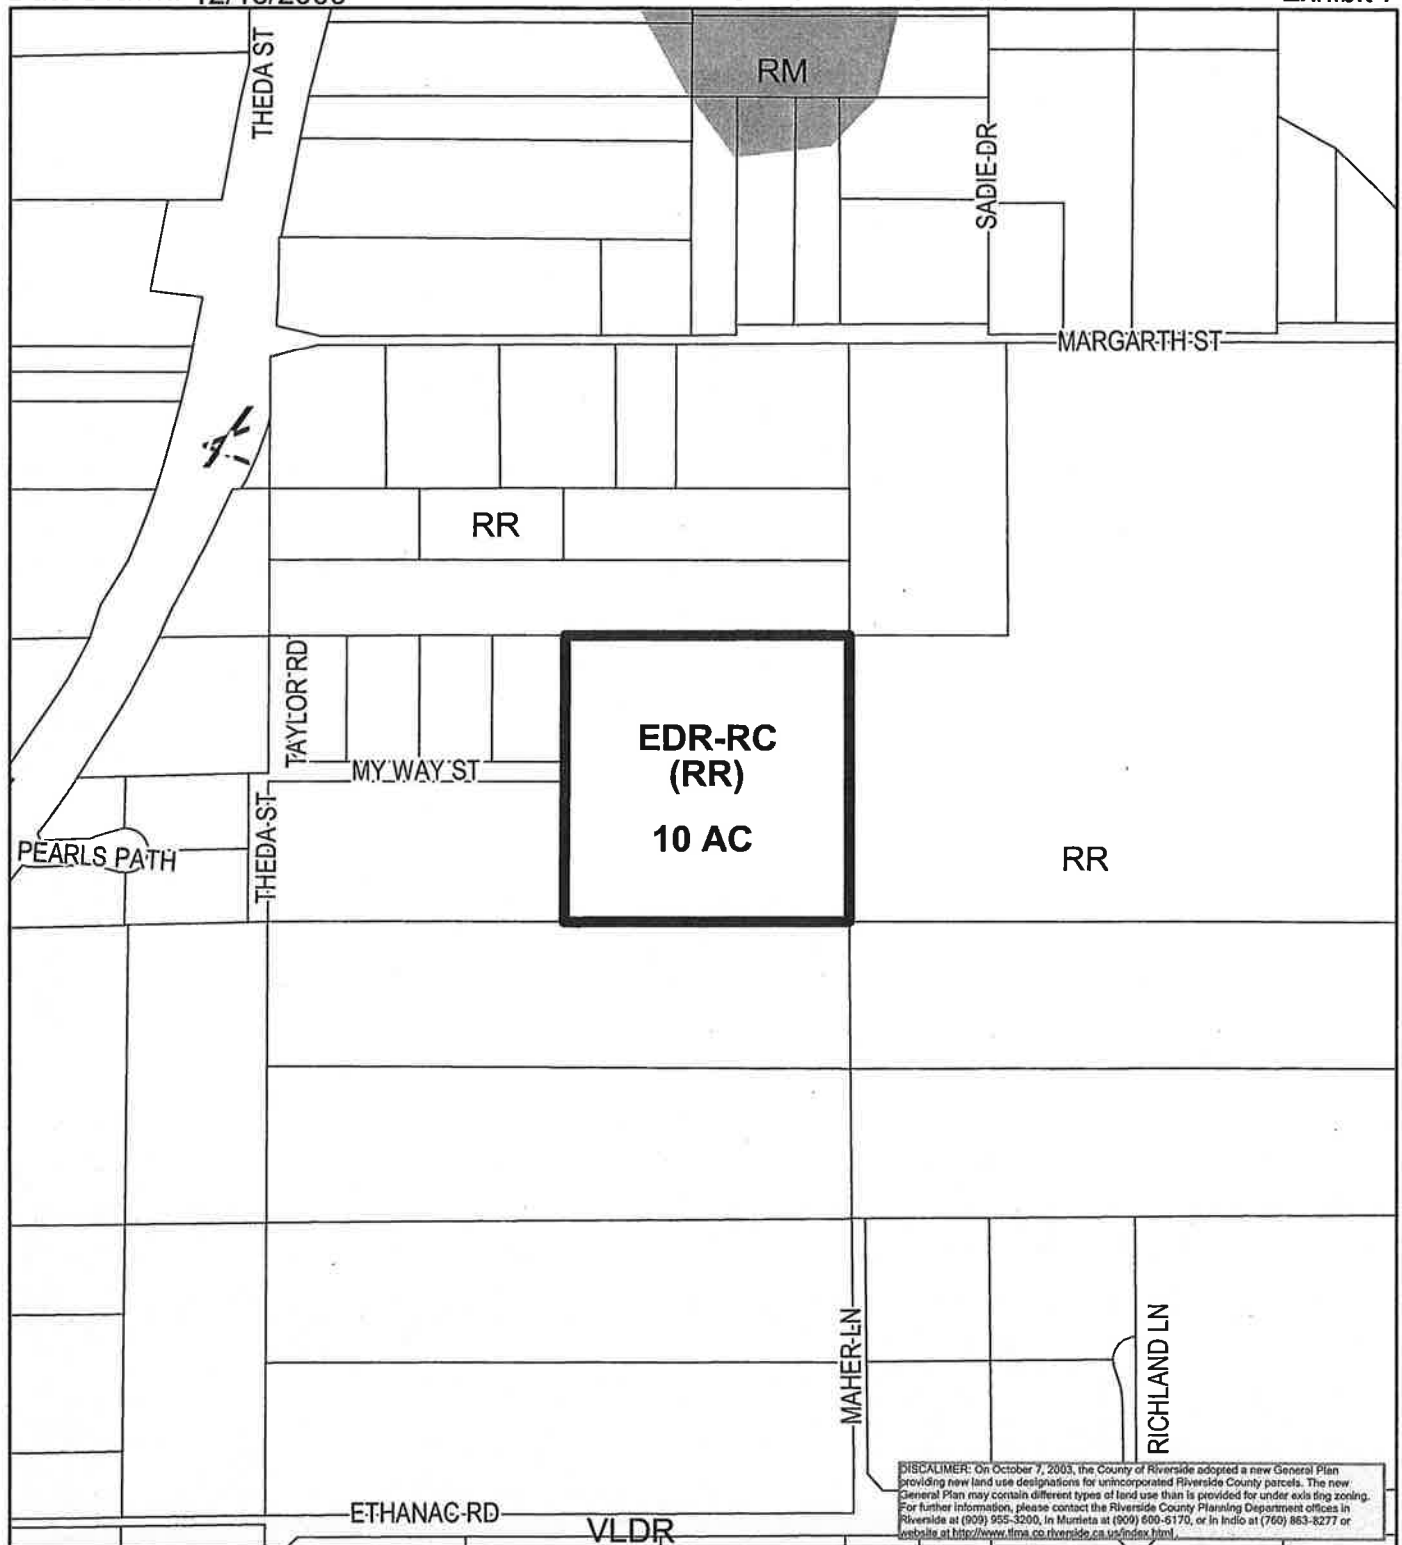 THEDA ST
RM
SADIE DR
MARGARTH ST
RR
TAYLOR RD
MY WAY ST
EDR-RC
(RR)
10 AC
THEDA ST
PEARLS PATH
RR
MAHER LN
RICHLAND LN
DISCALIMER: On October 7, 2003, the County of Riverside adopted a new General Plan
providing new land use designations for unincorporated Riverside County parcels. The new
General Plan may contain different types of land use than is provided for under existing zoning.
For further information, please contact the Riverside County Planning Department offices in
Riverside at (909) 955-3200, in Murrieta at (909) 600-6170, or in Indio at (760) 863-8277 or
website at http://www.tlma.co.riverside.ca.us/index.html.
ETHANAC RD
VLDR